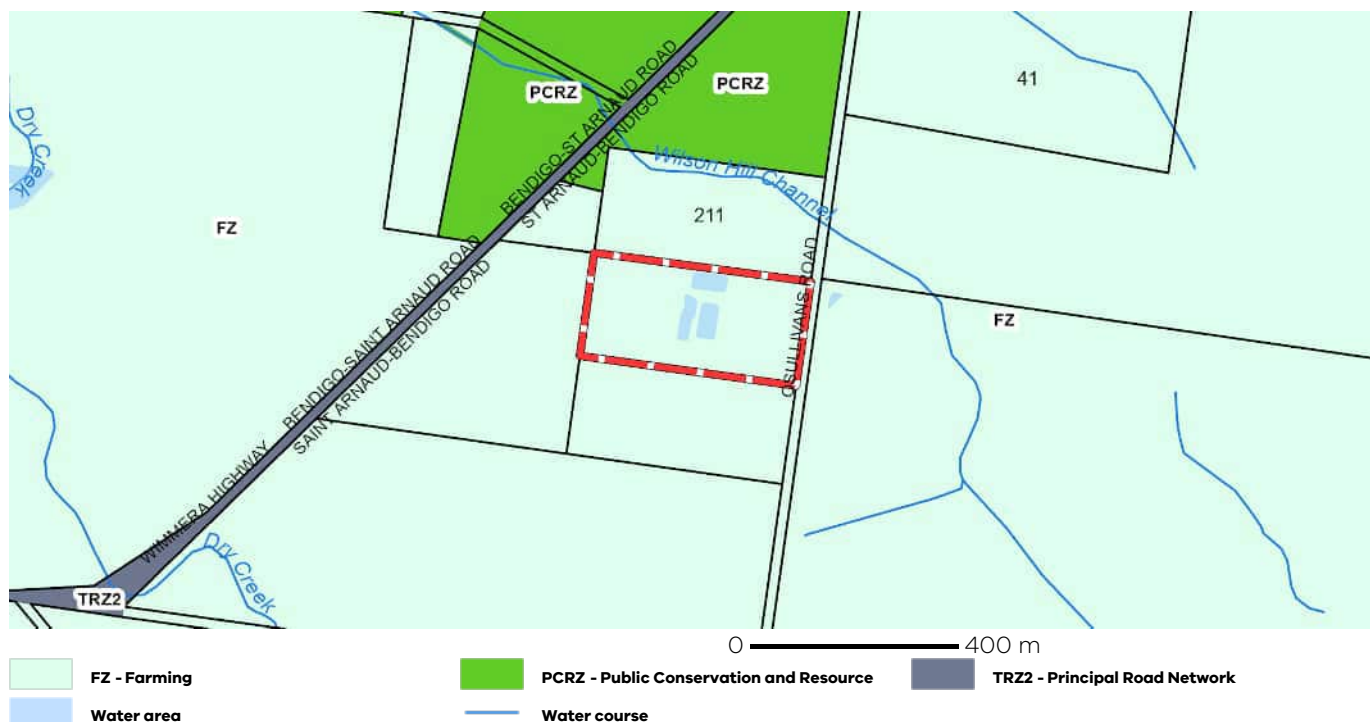 41
PCRZ
PCRZ
BENDIGO-ST ARNAUD ROAD
ST ARNAUD-BENDIGO ROAD
Dry Creek
Wilson Hill Channel
211
FZ
BENDIGO-SAINT ARNAUD ROAD
SAINT ARNAUD-BENDIGO ROAD
OSULLIVANS ROAD
FZ
WIMMERA HIGHWAY
Dry Creek
TRZ2
0 400 m
FZ - Farming
PCRZ - Public Conservation and Resource
TRZ2 - Principal Road Network
Water area
Water course